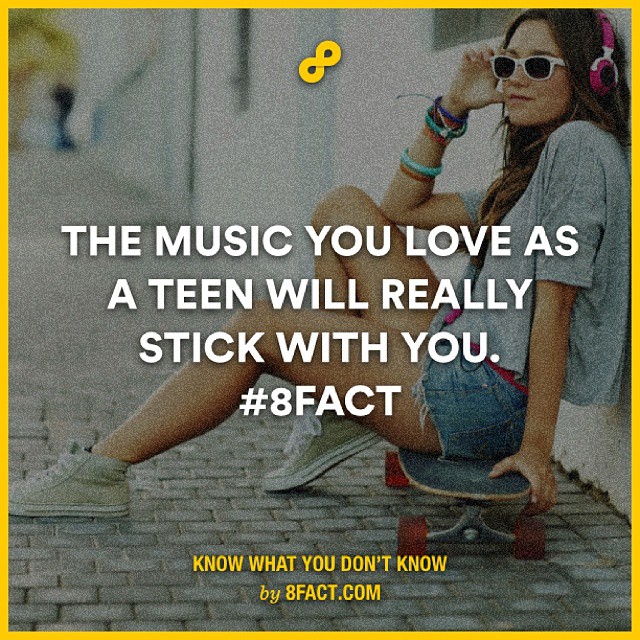 THE MUSIC YOU LOVE AS
A TEEN WILL REALLY
STICK WITH YOU.
#8FACT
KNOW WHAT YOU DON'T KNOW
by 8FACT.COM